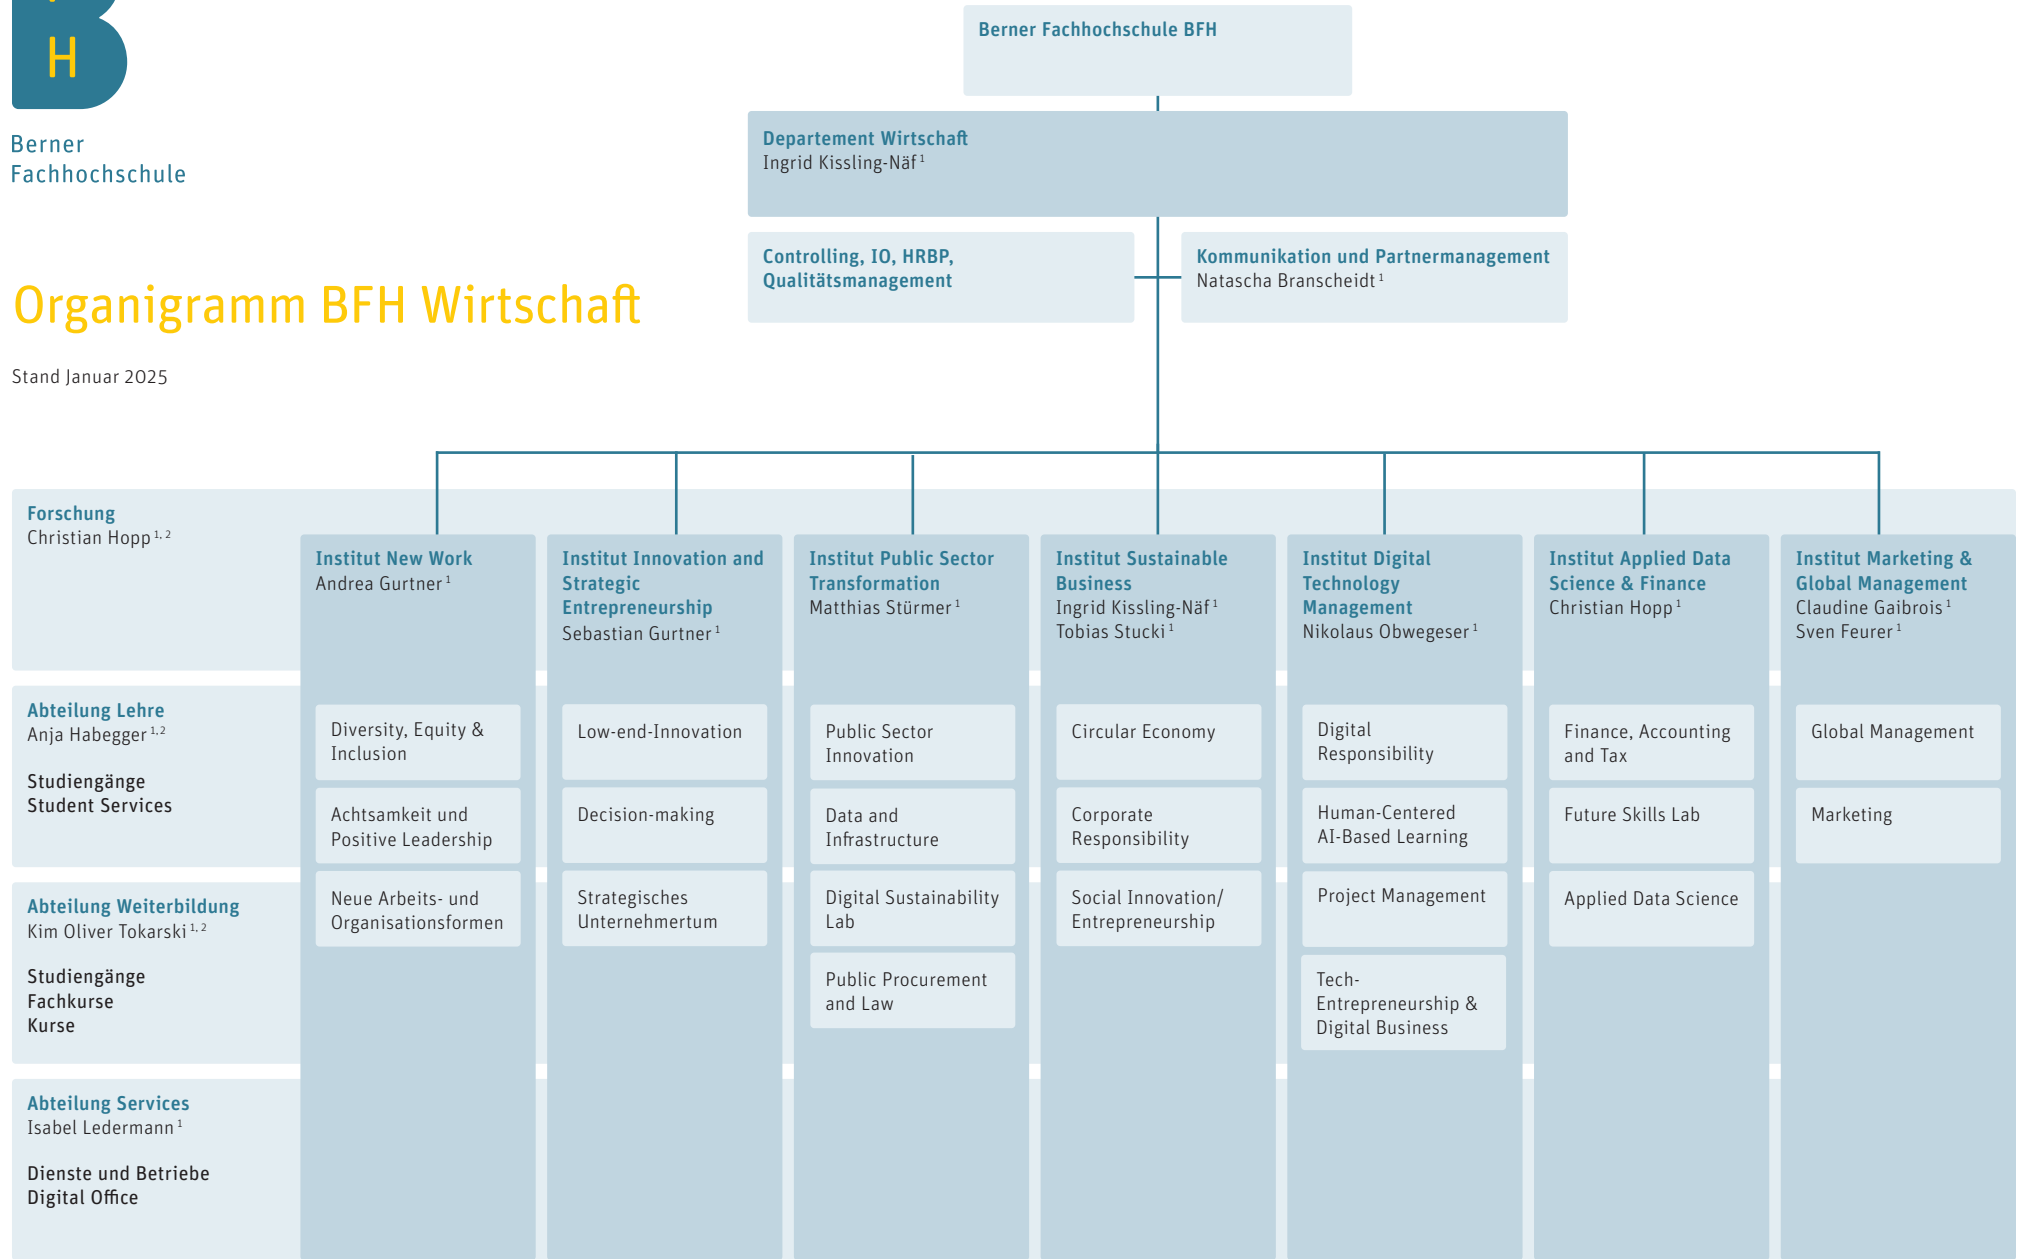 H
Berner
Fachhochschule
Organigramm BFH Wirtschaft
Stand Januar 2025
Berner Fachhochschule BFH
Departement Wirtschaft
Ingrid Kissling-Näf ¹
Controlling, IO, HRBP,
Qualitätsmanagement
Kommunikation und Partnermanagement
Natascha Branscheidt ¹
Forschung
Christian Hopp ¹, ²
Abteilung Lehre
Anja Habegger ¹,²
Studiengänge
Student Services
Abteilung Weiterbildung
Kim Oliver Tokarski ¹, ²
Studiengänge
Fachkurse
Kurse
Abteilung Services
Isabel Ledermann ¹
Dienste und Betriebe
Digital Office
Institut New Work
Andrea Gurtner ¹
Diversity, Equity &
Inclusion
Achtsamkeit und
Positive Leadership
Neue Arbeits- und
Organisationsformen
Institut Innovation and
Strategic
Entrepreneurship
Sebastian Gurtner ¹
Low-end-Innovation
Decision-making
Strategisches
Unternehmertum
Institut Public Sector
Transformation
Matthias Stürmer ¹
Public Sector
Innovation
Data and
Infrastructure
Digital Sustainability
Lab
Public Procurement
and Law
Institut Sustainable
Business
Ingrid Kissling-Näf ¹
Tobias Stucki ¹
Circular Economy
Corporate
Responsibility
Social Innovation/
Entrepreneurship
Institut Digital
Technology
Management
Nikolaus Obwegeser ¹
Digital
Responsibility
Human-Centered
AI-Based Learning
Project Management
Tech-
Entrepreneurship &
Digital Business
Institut Applied Data
Science & Finance
Christian Hopp ¹
Finance, Accounting
and Tax
Future Skills Lab
Applied Data Science
Institut Marketing &
Global Management
Claudine Gaibrois ¹
Sven Feurer ¹
Global Management
Marketing